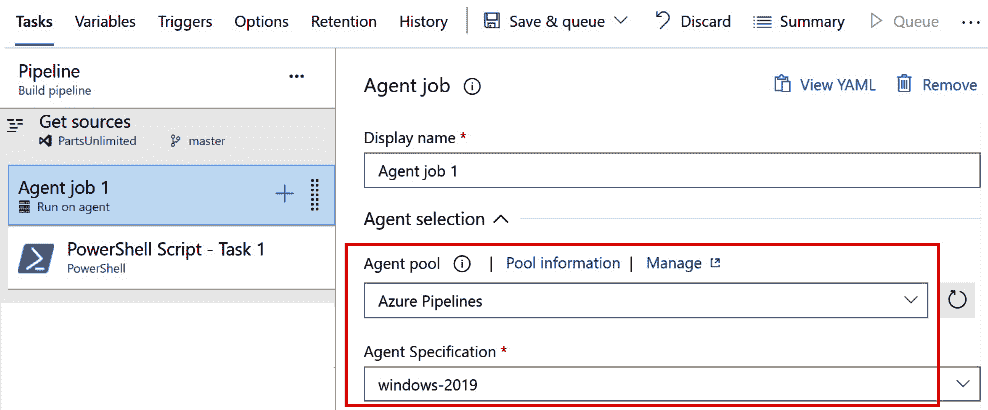 Tasks Variables Triggers Options Retention History Save & queue Discard Summary Queue ...
Pipeline ...
Build pipeline
Get sources
PartsUnlimited master
Agent job 1
Run on agent
PowerShell Script - Task 1
PowerShell
Agent job View YAML Remove
Display name *
Agent job 1
Agent selection
Agent pool | Pool information | Manage
Azure Pipelines
Agent Specification *
windows-2019